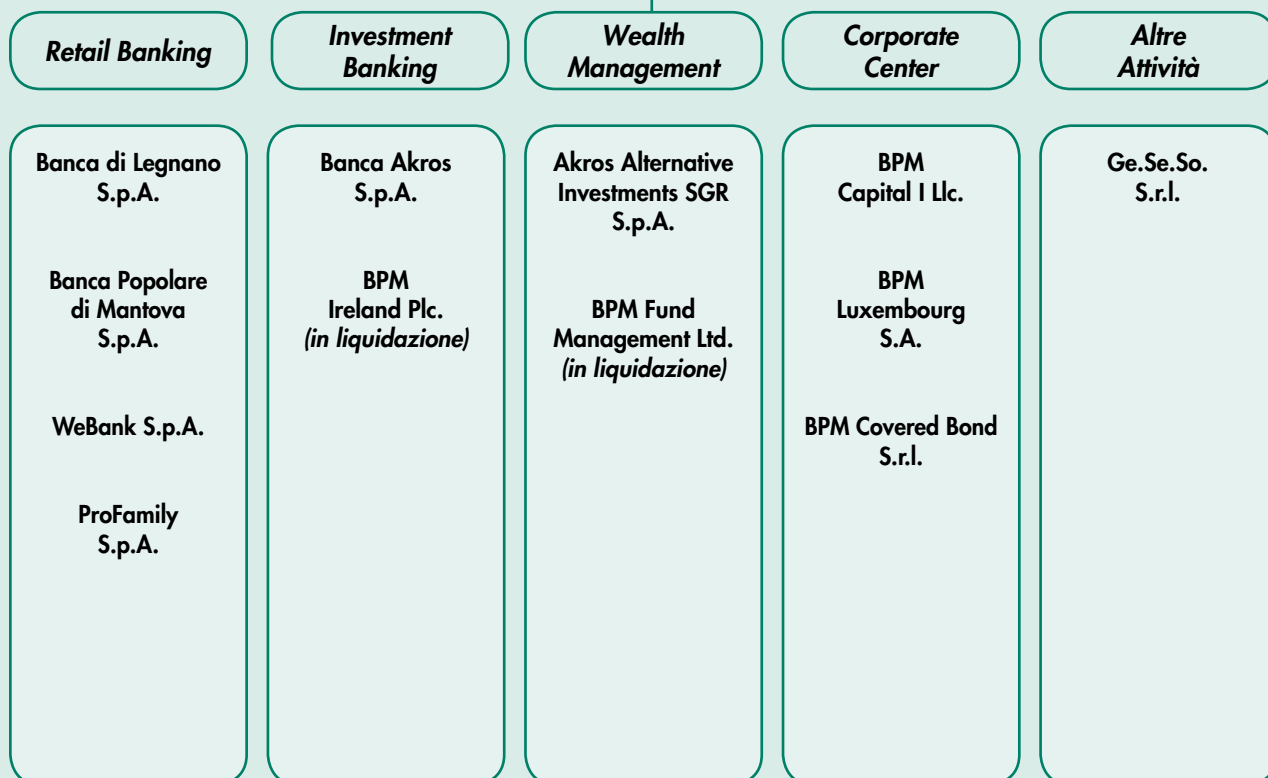 Retail Banking
Investment
Banking
Wealth
Management
Corporate
Center
Altre
Attività
Banca di Legnano
S.p.A.
Banca Popolare
di Mantova
S.p.A.
WeBank S.p.A.
ProFamily
S.p.A.
Banca Akros
S.p.A.
BPM
Ireland Plc.
(in liquidazione)
Akros Alternative
Investments SGR
S.p.A.
BPM Fund
Management Ltd.
(in liquidazione)
BPM
Capital I Llc.
BPM
Luxembourg
S.A.
BPM Covered Bond
S.r.l.
Ge.Se.So.
S.r.l.